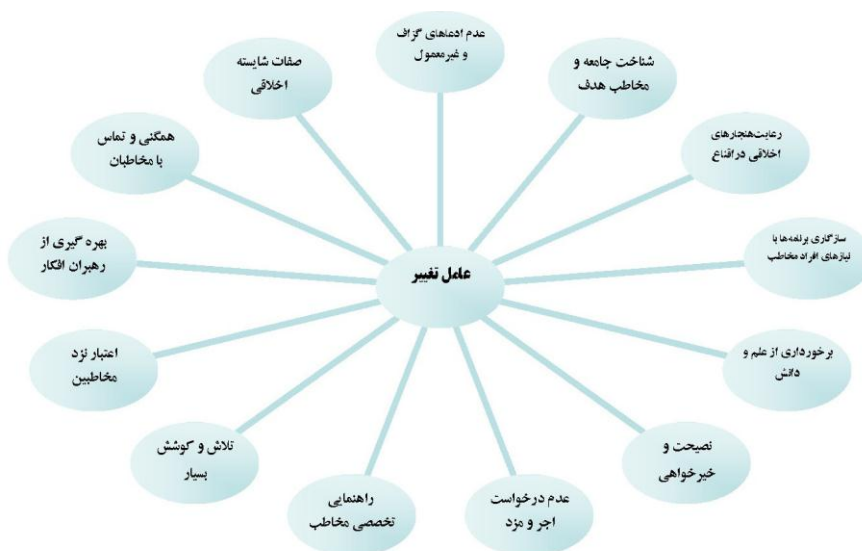 عدم ادعاهای گزاف
و غیرمعمول
شناخت جامعه و
مخاطب هدف
رعایت‌هنجارهای
اخلاقی دراقناع
سازگاری برنامه‌ها با
نیازهای افراد مخاطب
برخورداری از علم و
دانش
نصیحت و
خیرخواهی
عدم درخواست
اجر و مزد
راهنمایی
تخصصی مخاطب
تلاش و کوشش
بسیار
اعتبار نزد
مخاطبین
بهره گیری از
رهبران افکار
همگنی و تماس
با مخاطبان
صفات شایسته
اخلاقی
عامل تغییر